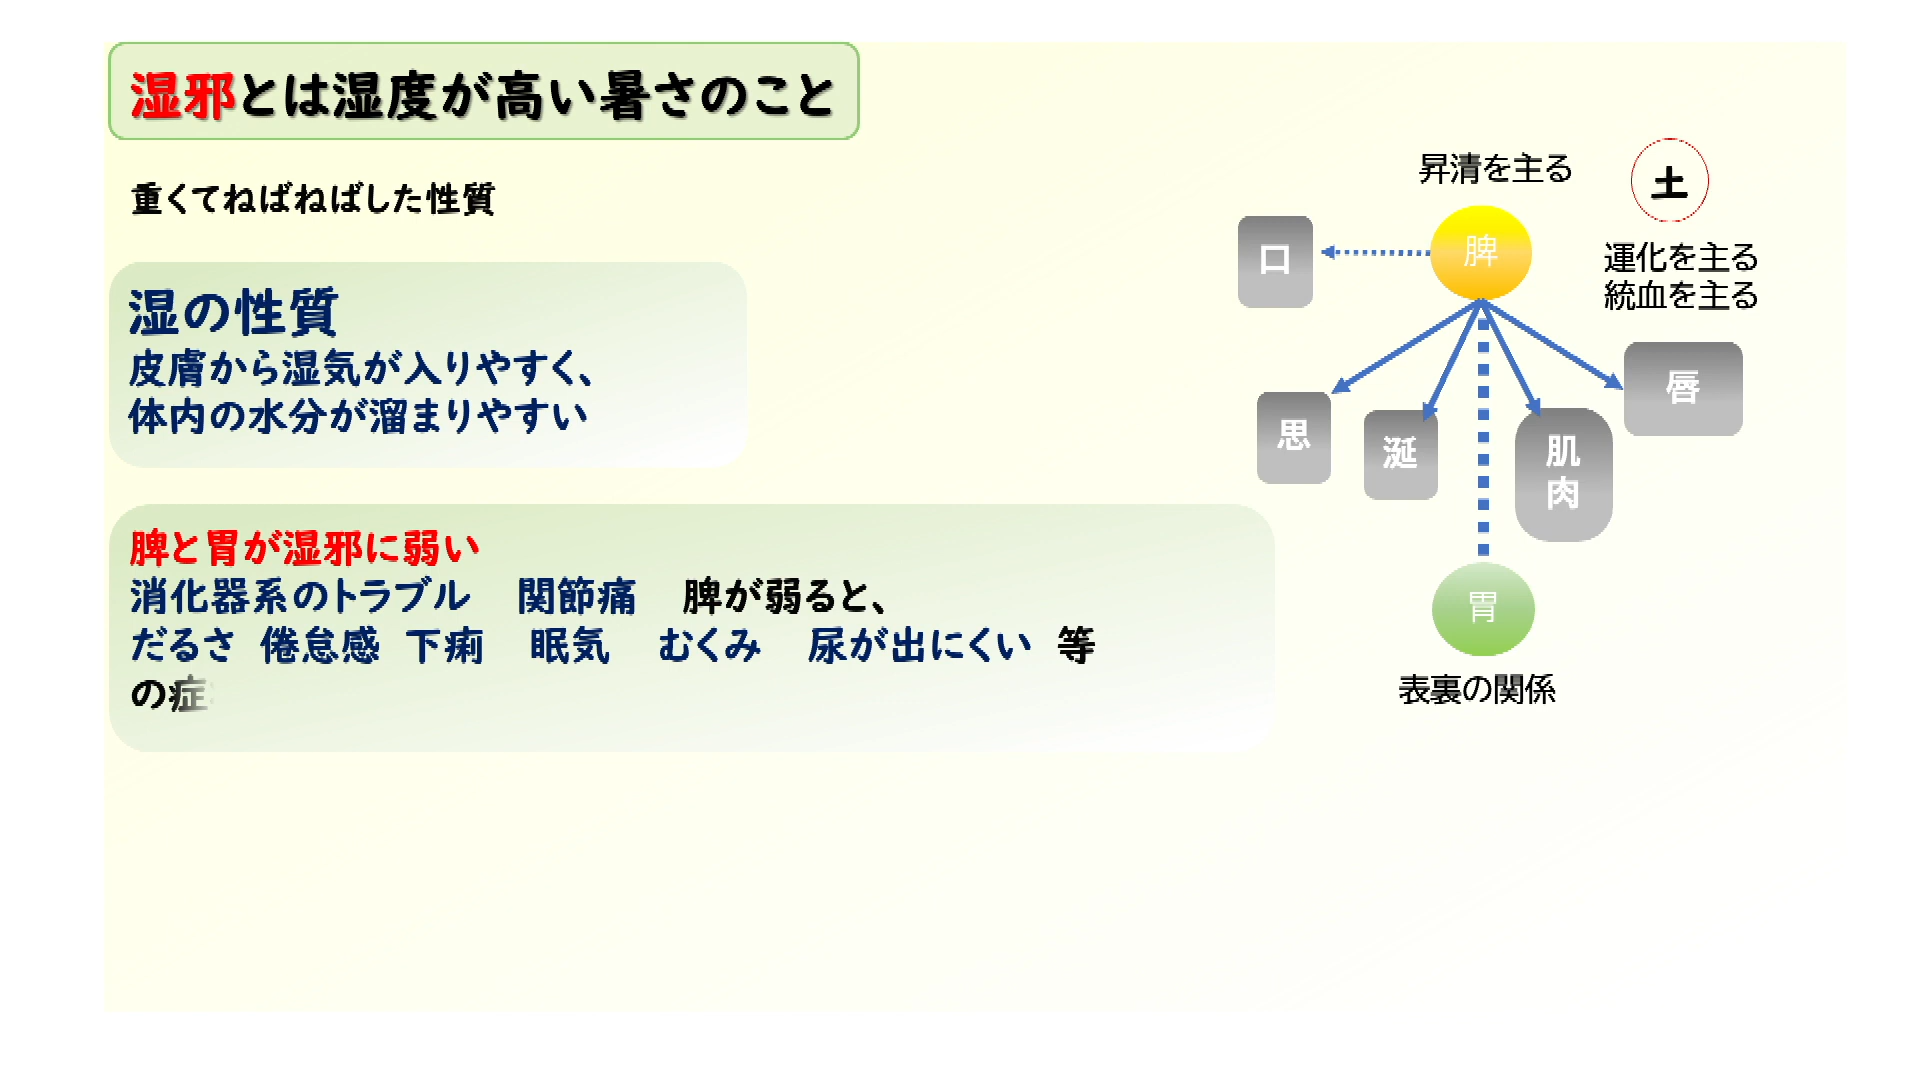 湿邪とは湿度が高い暑さのこと
重くてねばねばした性質
湿の性質
皮膚から湿気が入りやすく、
体内の水分が溜まりやすい
脾と胃が湿邪に弱い
消化器系のトラブル　関節痛　脾が弱ると、
だるさ　倦怠感　下痢　眠気　むくみ　尿が出にくい　等
の症
昇清を主る
土
口
脾
運化を主る
統血を主る
思
涎
肌
肉
唇
胃
表裏の関係